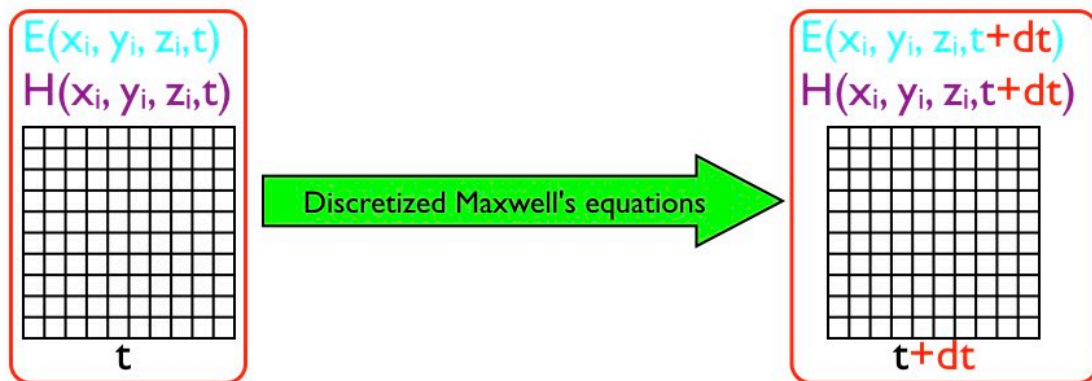 E(xᵢ, yᵢ, zᵢ,t)
H(xᵢ, yᵢ, zᵢ,t)
t
Discretized Maxwell's equations
E(xᵢ, yᵢ, zᵢ,t+dt)
H(xᵢ, yᵢ, zᵢ,t+dt)
t+dt